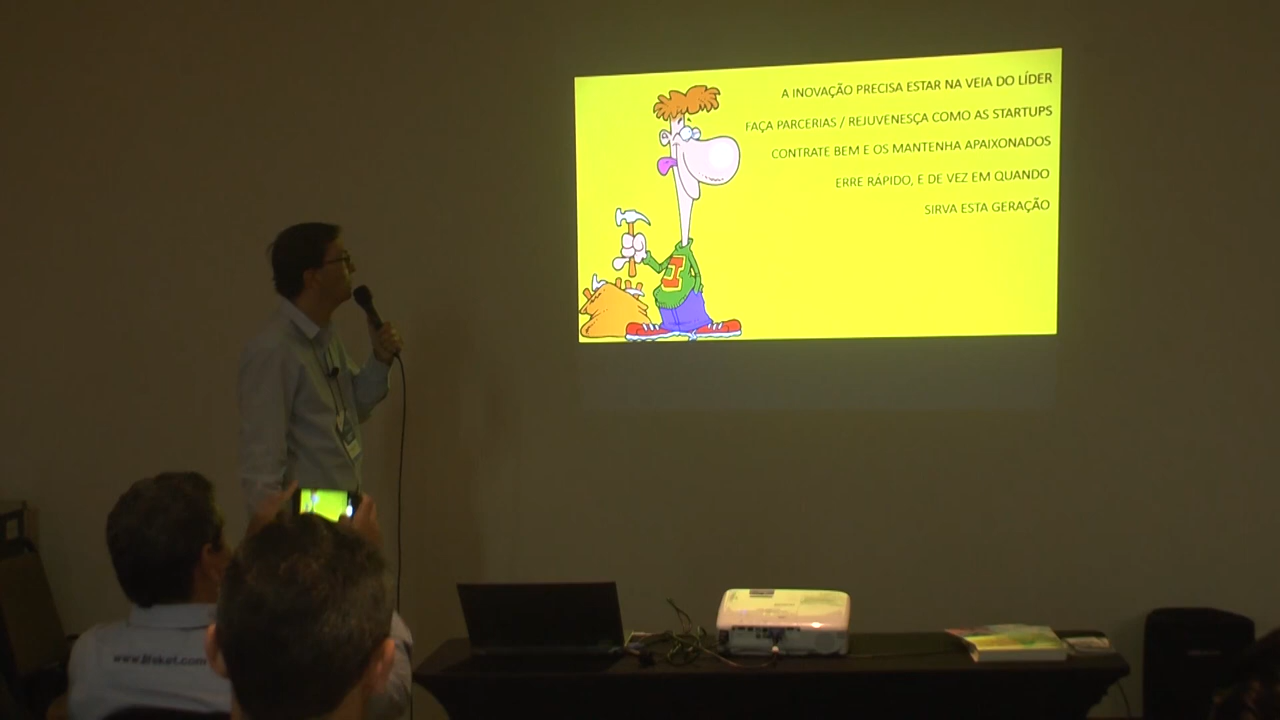 A INOVAÇÃO PRECISA ESTAR NA VEIA DO LÍDER
FAÇA PARCERIAS / REJUVENESÇA COMO AS STARTUPS
CONTRATE BEM E OS MANTENHA APAIXONADOS
ERRE RÁPIDO, E DE VEZ EM QUANDO
SIRVA ESTA GERAÇÃO